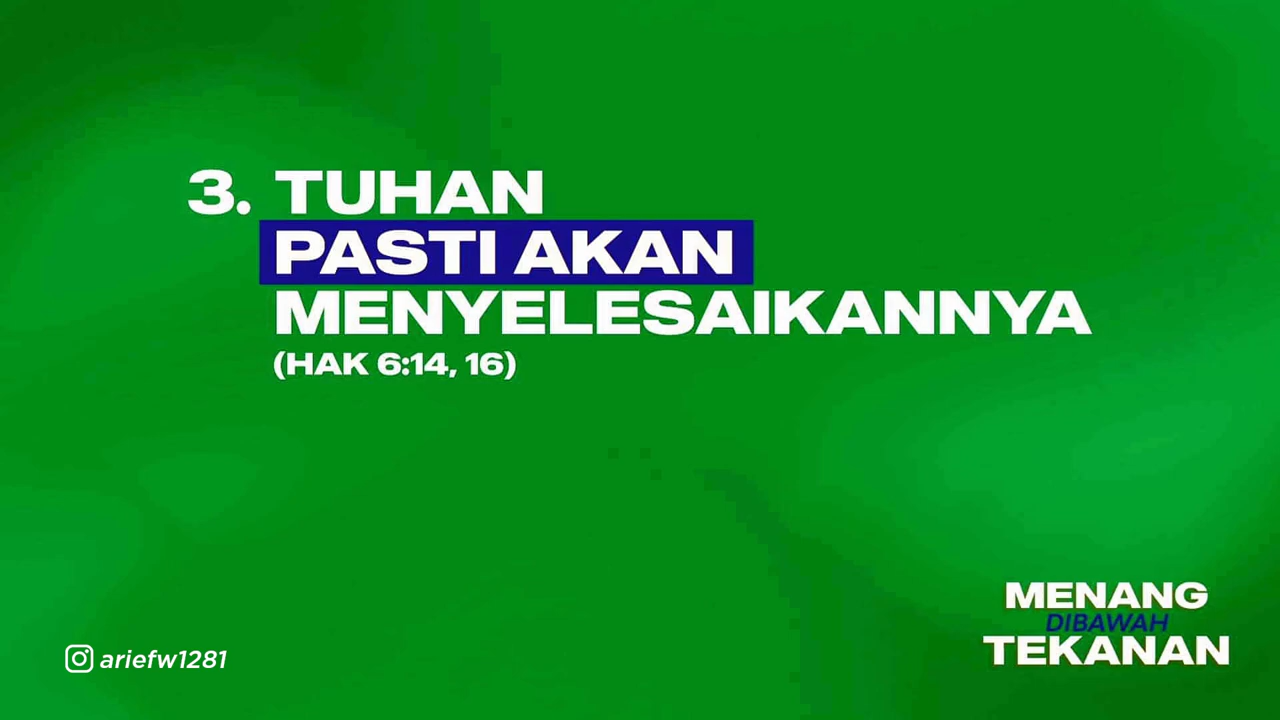 3. TUHAN
PASTI AKAN
MENYELESAIKANNYA
(HAK 6:14, 16)
MENANG
DIBAWAH
TEKANAN
ariefw1281